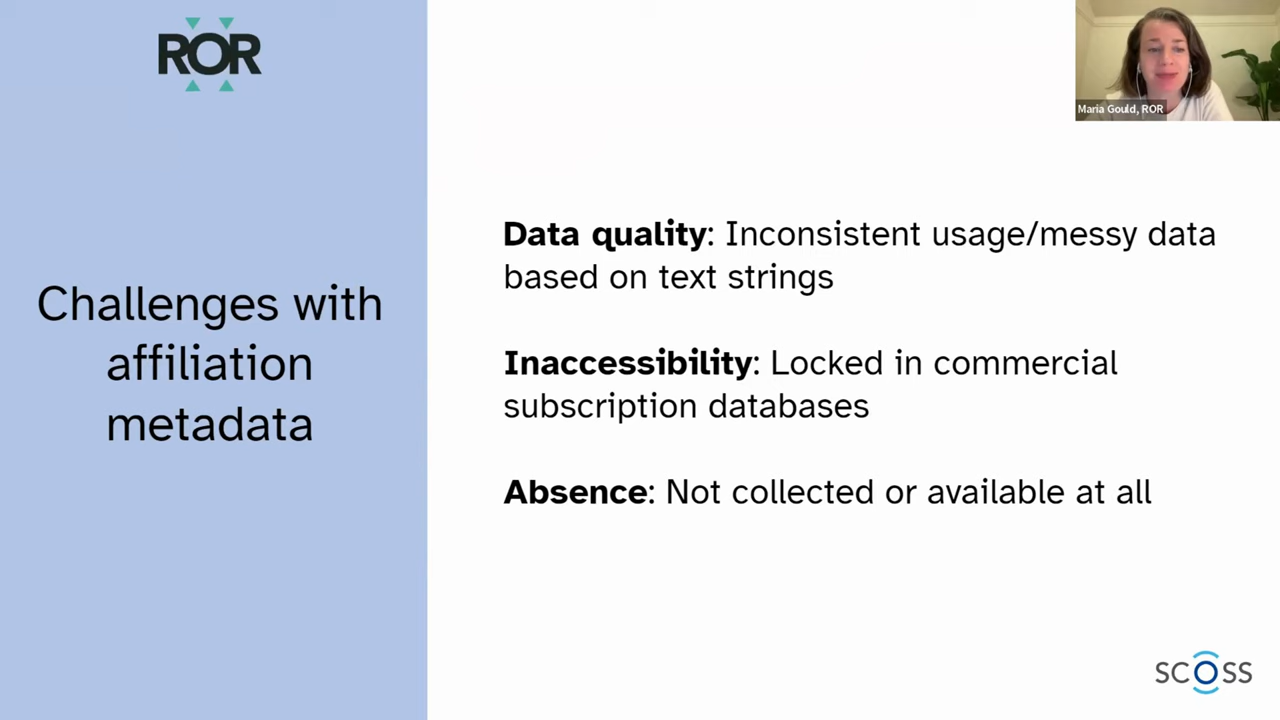 ROR
Maria Gould, ROR
Challenges with
affiliation
metadata
Data quality: Inconsistent usage/messy data
based on text strings
Inaccessibility: Locked in commercial
subscription databases
Absence: Not collected or available at all
SCOSS